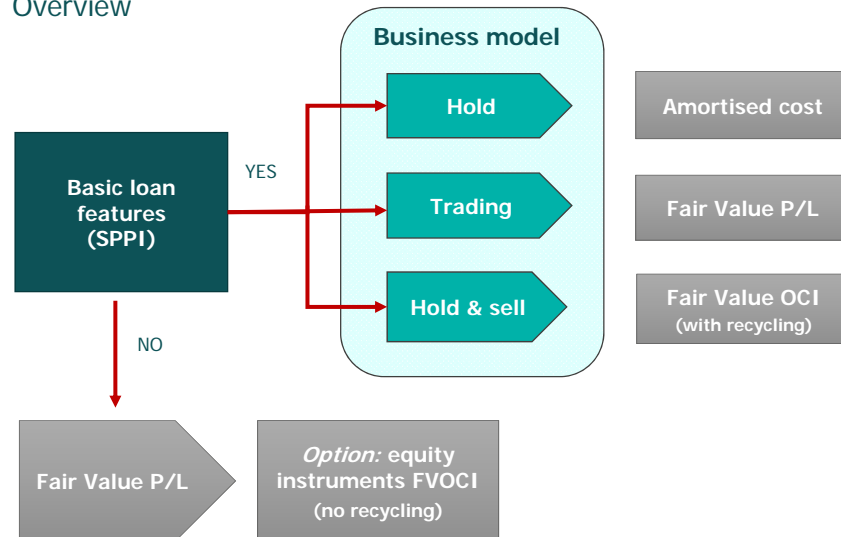 Overview
Business model
Hold
Amortised cost
YES
Basic loan
features
(SPPI)
Trading
Fair Value P/L
Hold & sell
Fair Value OCI
(with recycling)
NO
Fair Value P/L
Option: equity
instruments FVOCI
(no recycling)